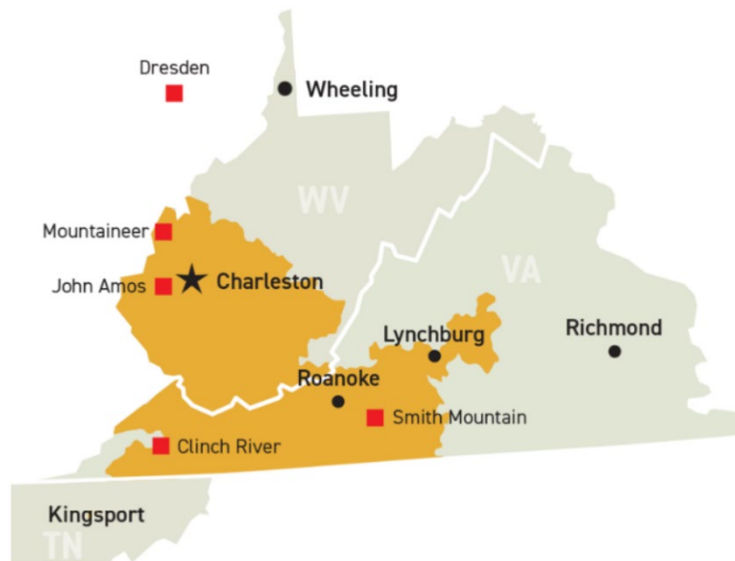 Dresden
Wheeling
WV
Mountaineer
John Amos
Charleston
VA
Richmond
Lynchburg
Roanoke
Smith Mountain
Clinch River
Kingsport
TN